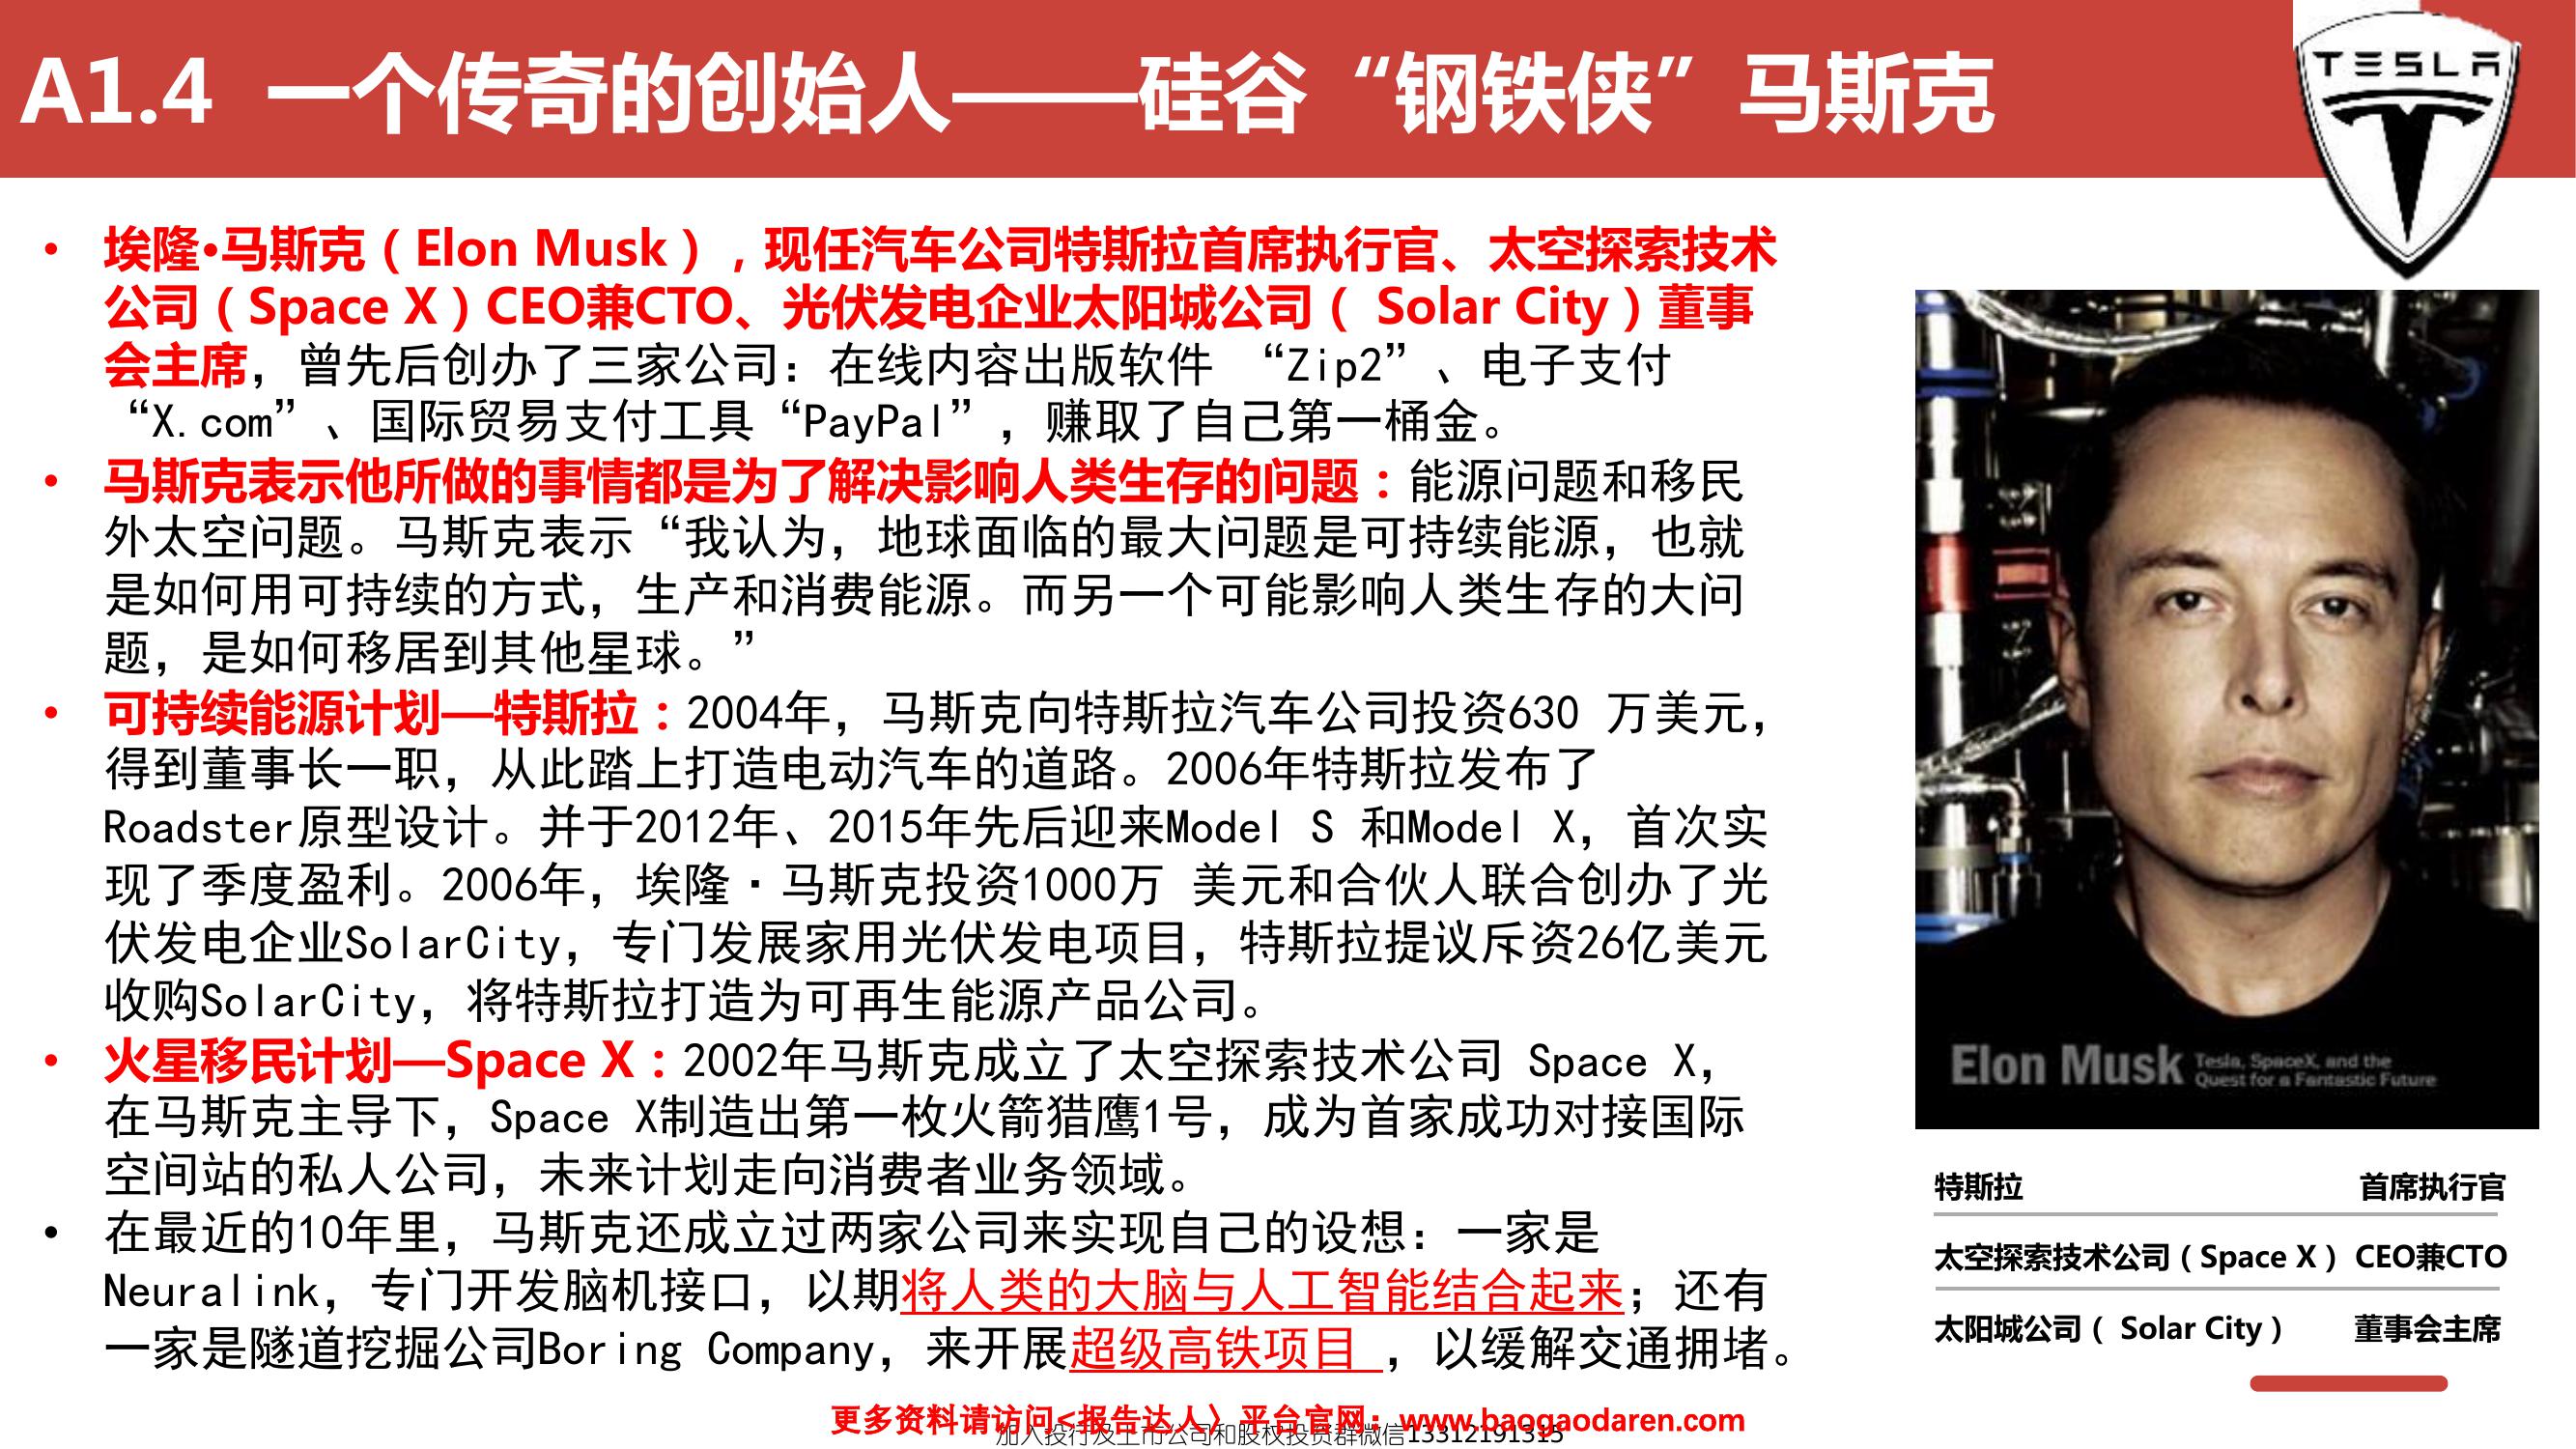 A1.4 一个传奇的创始人——硅谷“钢铁侠”马斯克
TESLA
• 埃隆•马斯克（Elon Musk），现任汽车公司特斯拉首席执行官、太空探索技术
公司（Space X）CEO兼CTO、光伏发电企业太阳城公司（ Solar City）董事
会主席，曾先后创办了三家公司：在线内容出版软件 “Zip2”、电子支付
“X.com”、国际贸易支付工具“PayPal”，赚取了自己第一桶金。
• 马斯克表示他所做的事情都是为了解决影响人类生存的问题：能源问题和移民
外太空问题。马斯克表示“我认为，地球面临的最大问题是可持续能源，也就
是如何用可持续的方式，生产和消费能源。而另一个可能影响人类生存的大问
题，是如何移居到其他星球。”
• 可持续能源计划—特斯拉：2004年，马斯克向特斯拉汽车公司投资630 万美元，
得到董事长一职，从此踏上打造电动汽车的道路。2006年特斯拉发布了
Roadster原型设计。并于2012年、2015年先后迎来Model S 和Model X，首次实
现了季度盈利。2006年，埃隆·马斯克投资1000万 美元和合伙人联合创办了光
伏发电企业SolarCity，专门发展家用光伏发电项目，特斯拉提议斥资26亿美元
收购SolarCity，将特斯拉打造为可再生能源产品公司。
• 火星移民计划—Space X：2002年马斯克成立了太空探索技术公司 Space X，
在马斯克主导下，Space X制造出第一枚火箭猎鹰1号，成为首家成功对接国际
空间站的私人公司，未来计划走向消费者业务领域。
• 在最近的10年里，马斯克还成立过两家公司来实现自己的设想：一家是
Neuralink，专门开发脑机接口，以期将人类的大脑与人工智能结合起来；还有
一家是隧道挖掘公司Boring Company，来开展超级高铁项目 ，以缓解交通拥堵。
Elon Musk Tesla, SpaceX, and the
Quest for a Fantastic Future
特斯拉 首席执行官
太空探索技术公司（Space X） CEO兼CTO
太阳城公司（ Solar City） 董事会主席
更多资料请访问<报告达人〉平台官网：www.baogaodaren.com
加入投行及上市公司和股权投资群微信13312191315